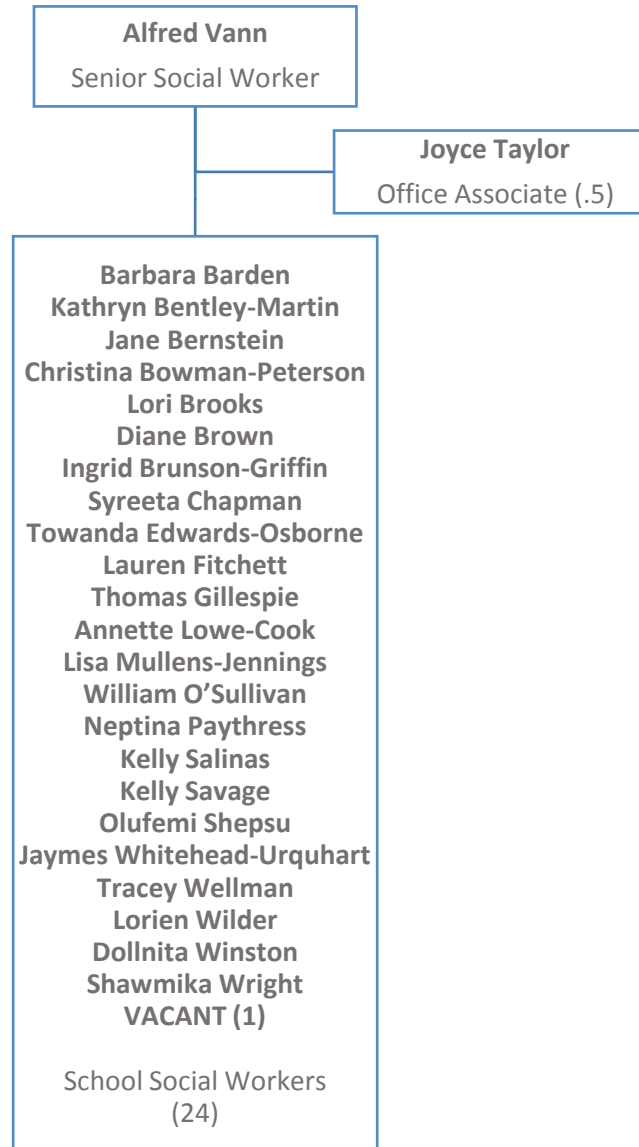 Alfred Vann
Senior Social Worker
Joyce Taylor
Office Associate (.5)
Barbara Barden
Kathryn Bentley-Martin
Jane Bernstein
Christina Bowman-Peterson
Lori Brooks
Diane Brown
Ingrid Brunson-Griffin
Syreeta Chapman
Towanda Edwards-Osborne
Lauren Fitchett
Thomas Gillespie
Annette Lowe-Cook
Lisa Mullens-Jennings
William O’Sullivan
Neptina Paythress
Kelly Salinas
Kelly Savage
Olufemi Shepsu
Jaymes Whitehead-Urquhart
Tracey Wellman
Lorien Wilder
Dollnita Winston
Shawmika Wright
VACANT (1)
School Social Workers
(24)